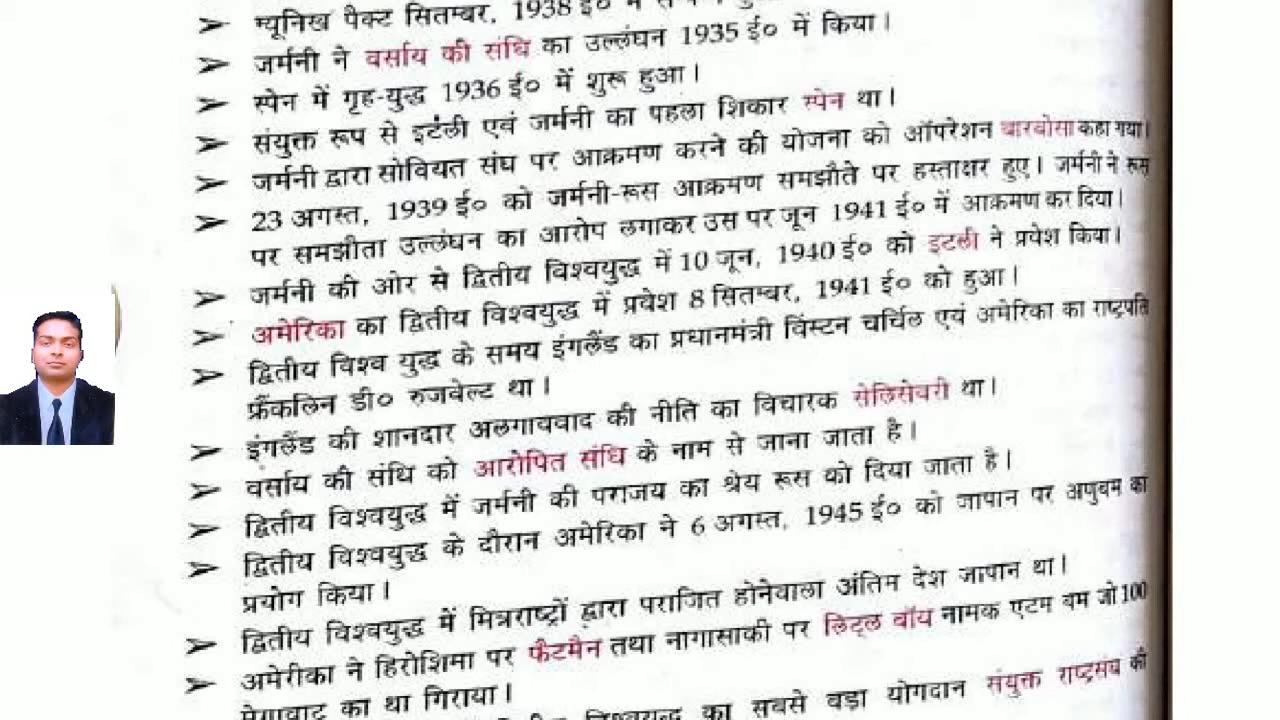 ➤ म्यूनिख पैक्ट सितम्बर, 1938 ई० में
➤ जर्मनी ने वर्साय की संधि का उल्लंघन 1935 ई० में किया।
➤ स्पेन में गृह-युद्ध 1936 ई० में शुरू हुआ।
➤ संयुक्त रूप से इटली एवं जर्मनी का पहला शिकार स्पेन था।
➤ जर्मनी द्वारा सोवियत संघ पर आक्रमण करने की योजना को ऑपरेशन बारबोसा कहा गया।
➤ 23 अगस्त, 1939 ई० को जर्मनी-रूस आक्रमण समझौते पर हस्ताक्षर हुए। जर्मनी ने रूस
पर समझौता उल्लंघन का आरोप लगाकर उस पर जून 1941 ई० में आक्रमण कर दिया।
➤ जर्मनी की ओर से द्वितीय विश्वयुद्ध में 10 जून, 1940 ई० को इटली ने प्रवेश किया।
➤ अमेरिका का द्वितीय विश्वयुद्ध में प्रवेश 8 सितम्बर, 1941 ई० को हुआ।
➤ द्वितीय विश्व युद्ध के समय इंगलैंड का प्रधानमंत्री विंस्टन चर्चिल एवं अमेरिका का राष्ट्रपति
फ्रैंकलिन डी० रुजवेल्ट था।
➤ इंगलैंड की शानदार अलगाववाद की नीति का विचारक सेलिसेवरी था।
➤ वर्साय की संधि को आरोपित संधि के नाम से जाना जाता है।
➤ द्वितीय विश्वयुद्ध में जर्मनी की पराजय का श्रेय रूस को दिया जाता है।
➤ द्वितीय विश्वयुद्ध के दौरान अमेरिका ने 6 अगस्त, 1945 ई० को जापान पर अणुबम का
प्रयोग किया।
➤ द्वितीय विश्वयुद्ध में मित्रराष्ट्रों द्वारा पराजित होनेवाला अंतिम देश जापान था।
➤ अमेरीका ने हिरोशिमा पर फैटमैन तथा नागासाकी पर लिट्ल बॉय नामक एटम बम जो 100
मेगावाट का था गिराया।
विश्वयुद्ध का सबसे बड़ा योगदान संयुक्त राष्ट्रसंघ की